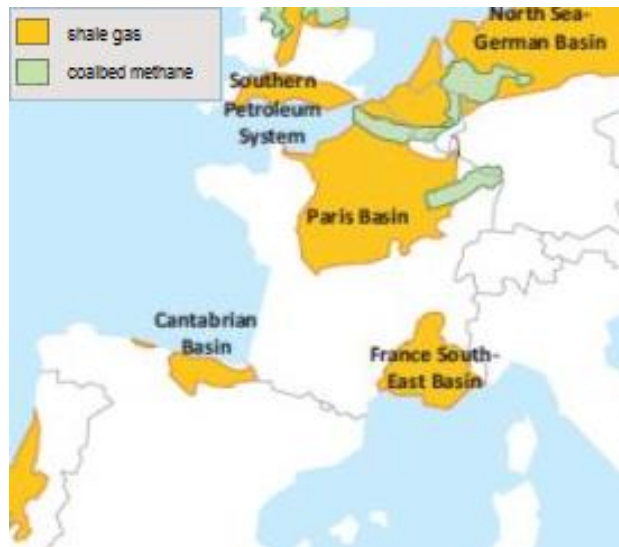 shale gas
coalbed methane
North Sea-
German Basin
Southern
Petroleum
System
Paris Basin
Cantabrian
Basin
France South-
East Basin